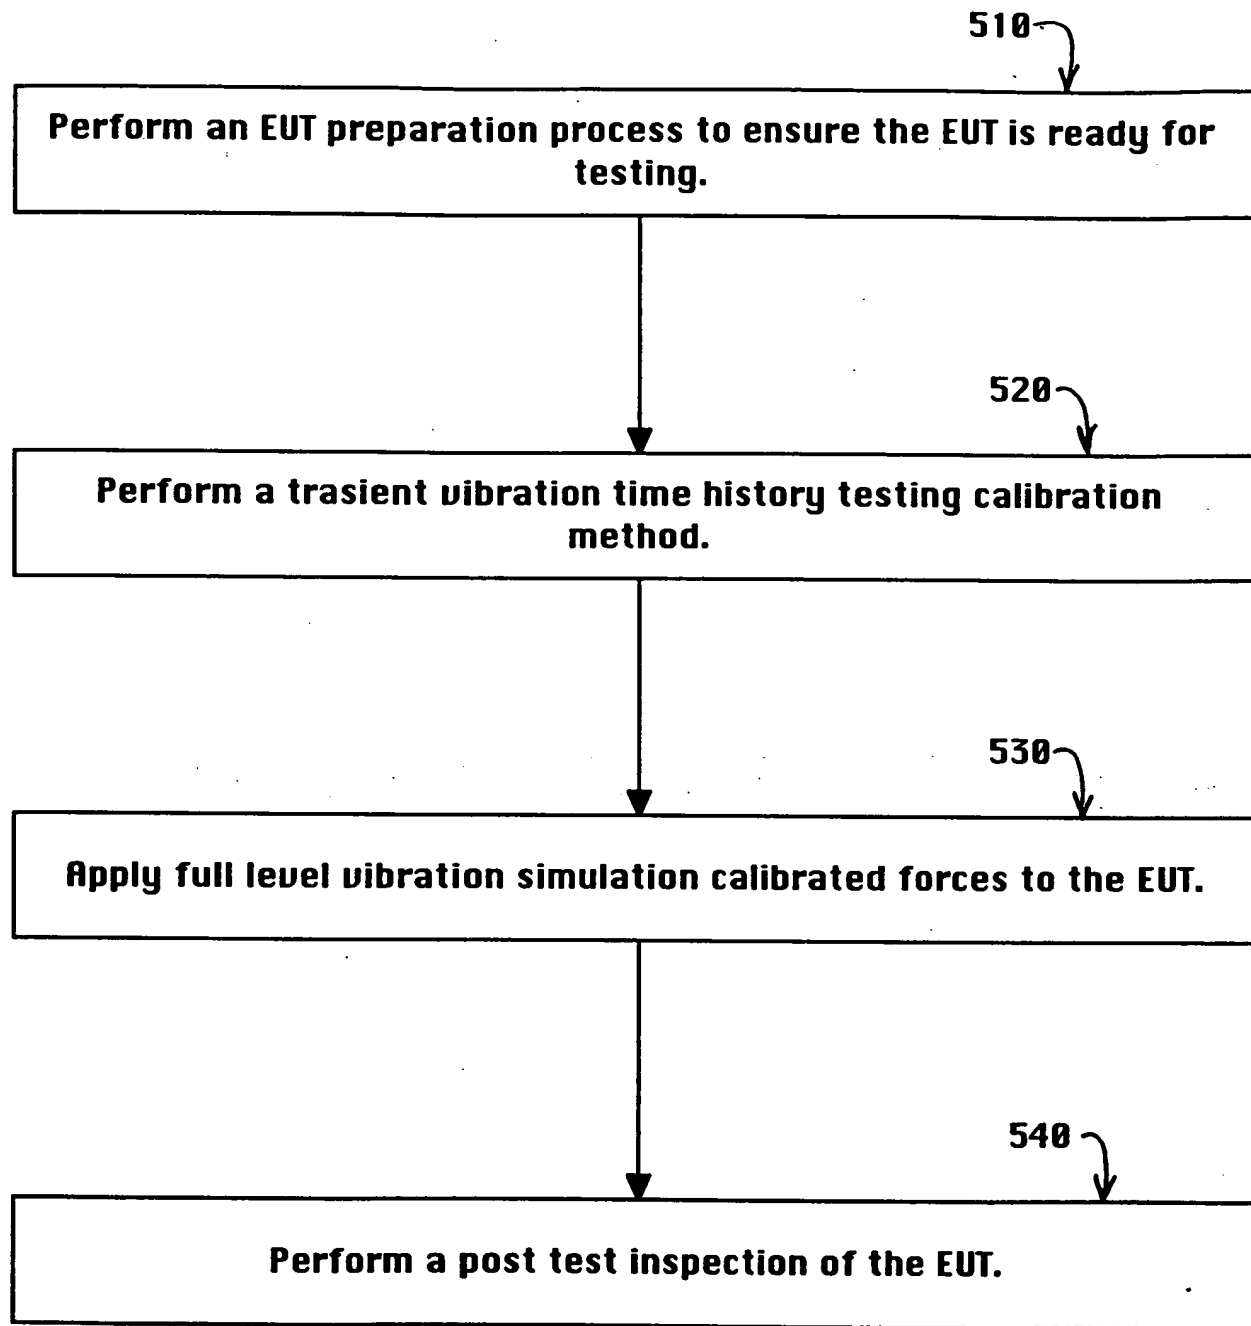 510
Perform an EUT preparation process to ensure the EUT is ready for
testing.
520
Perform a trasient vibration time history testing calibration
method.
530
Apply full level vibration simulation calibrated forces to the EUT.
540
Perform a post test inspection of the EUT.